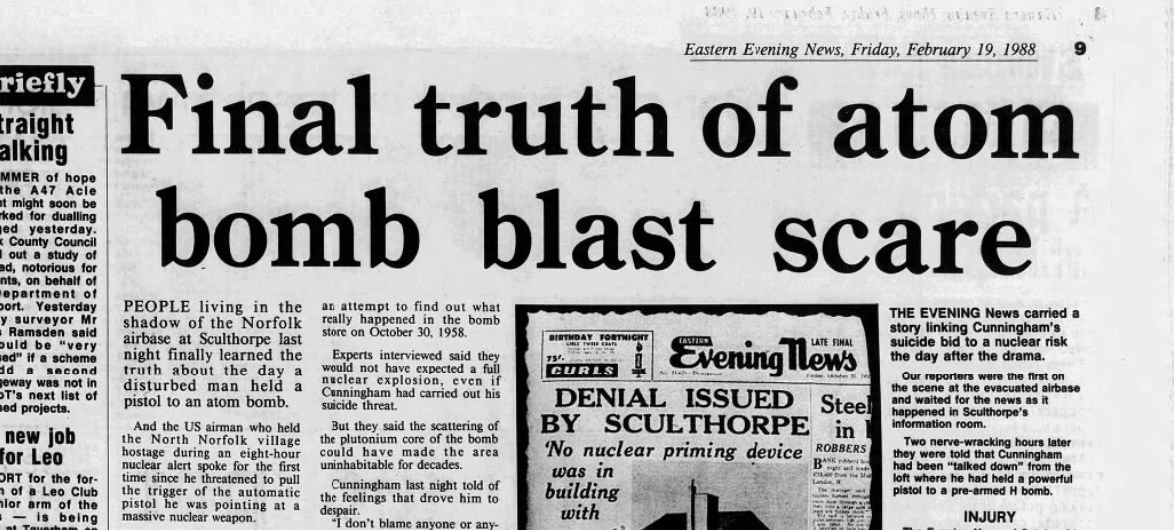 Eastern Evening News, Friday, February 19, 1988 9
riefly
traight
alking
MMER of hope
the A47 Acle
ht might soon be
rked for dualling
ged yesterday.
k County Council
out a study of
ad, notorious for
nts, on behalf of
epartment of
port. Yesterday
y surveyor Mr
Ramsden said
ould be "very
sed" if a scheme
dd a second
geway was not in
oT's next list of
sed projects.
new job
for Leo
ORT for the for-
n of a Leo Club
nior arm of the
s — is being
at Taverham on
Final truth of atom
bomb blast scare
PEOPLE living in the
shadow of the Norfolk
airbase at Sculthorpe last
night finally learned the
truth about the day a
disturbed man held a
pistol to an atom bomb.
And the US airman who held
the North Norfolk village
hostage during an eight-hour
nuclear alert spoke for the first
time since he threatened to pull
the trigger of the automatic
pistol he was pointing at a
massive nuclear weapon.
an attempt to find out what
really happened in the bomb
store on October 30, 1958.
Experts interviewed said they
would not have expected a full
nuclear explosion, even if
Cunningham had carried out his
suicide threat.
But they said the scattering of
the plutonium core of the bomb
could have made the area
uninhabitable for decades.
Cunningham last night told of
the feelings that drove him to
despair.
"I don't blame anyone or any-
BIRTHDAY FORTNIGHT
CURLS
EASTERN
Evening News
LATE FINAL
DENIAL ISSUED
BY SCULTHORPE
'No nuclear priming device
was in
building
with
Steel
in
ROBBERS
THE EVENING News carried a
story linking Cunningham's
suicide bid to a nuclear risk
the day after the drama.
Our reporters were the first on
the scene at the evacuated airbase
and waited for the news as it
happened in Sculthorpe's
information room.
Two nerve-wracking hours later
they were told that Cunningham
had been "talked down" from the
loft where he had held a powerful
pistol to a pre-armed H bomb.
INJURY